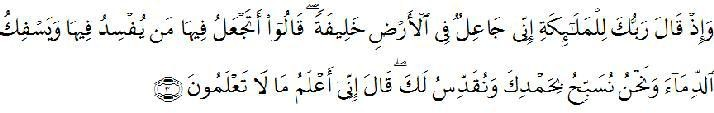 وَإِذۡ قَالَ رَبُّكَ لِلۡمَلَٰٓئِكَةِ إِنِّي جَاعِلٞ فِي ٱلۡأَرۡضِ خَلِيفَةٗۖ قَالُوٓاْ أَتَجۡعَلُ فِيهَا مَن يُفۡسِدُ فِيهَا وَيَسۡفِكُ
ٱلدِّمَآءَ وَنَحۡنُ نُسَبِّحُ بِحَمۡدِكَ وَنُقَدِّسُ لَكَۖ قَالَ إِنِّيٓ أَعۡلَمُ مَا لَا تَعۡلَمُونَ ٣٠